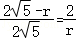 (2√5 - r)/(2√5) = 2/r